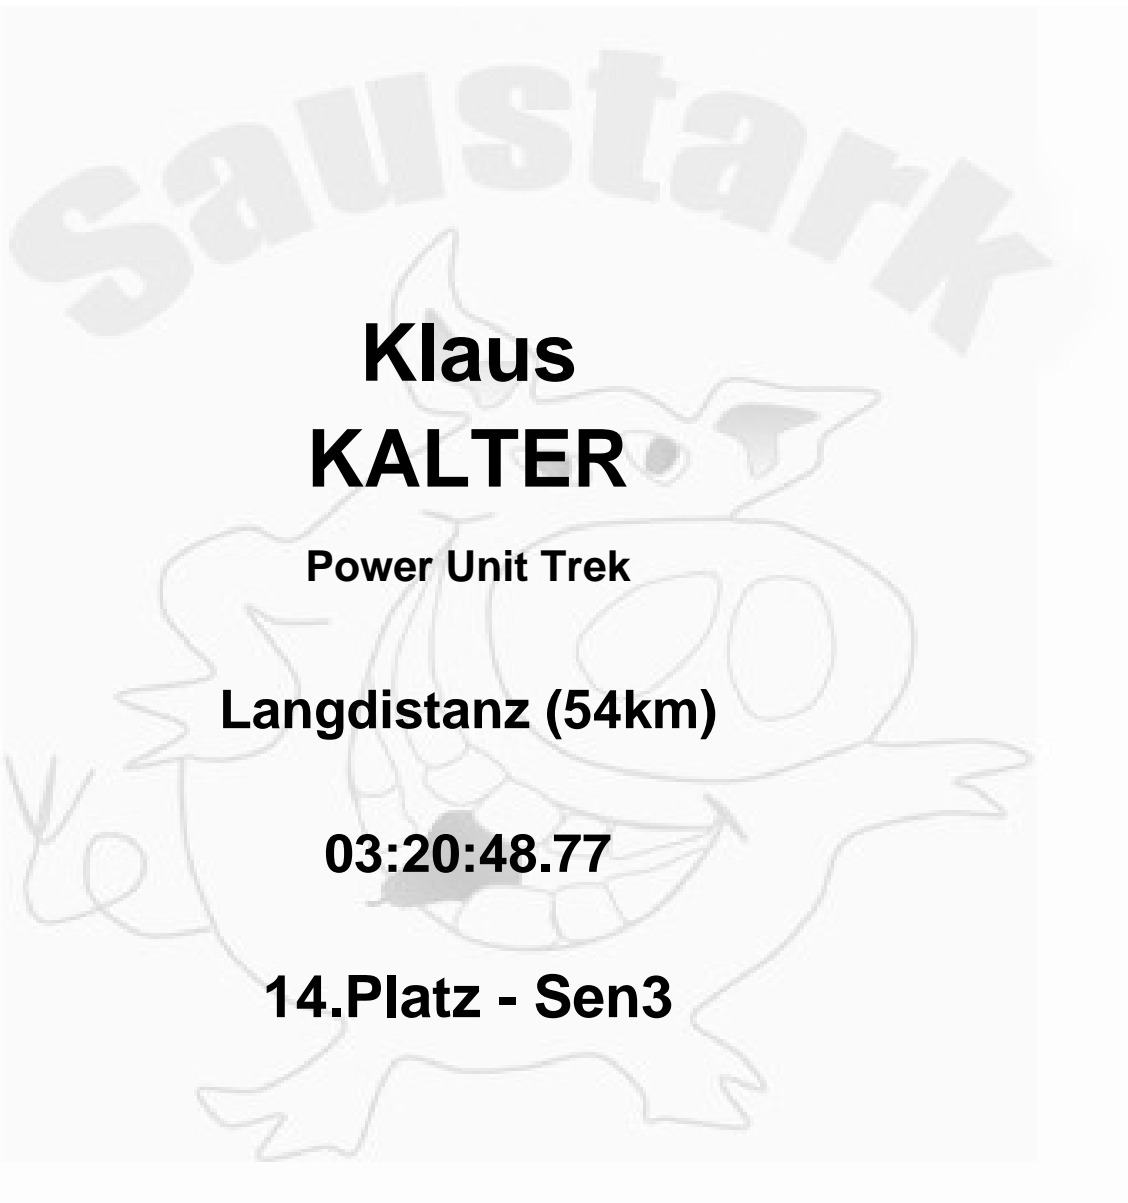 Saustark
Klaus
KALTER
Power Unit Trek
Langdistanz (54km)
03:20:48.77
14.Platz - Sen3